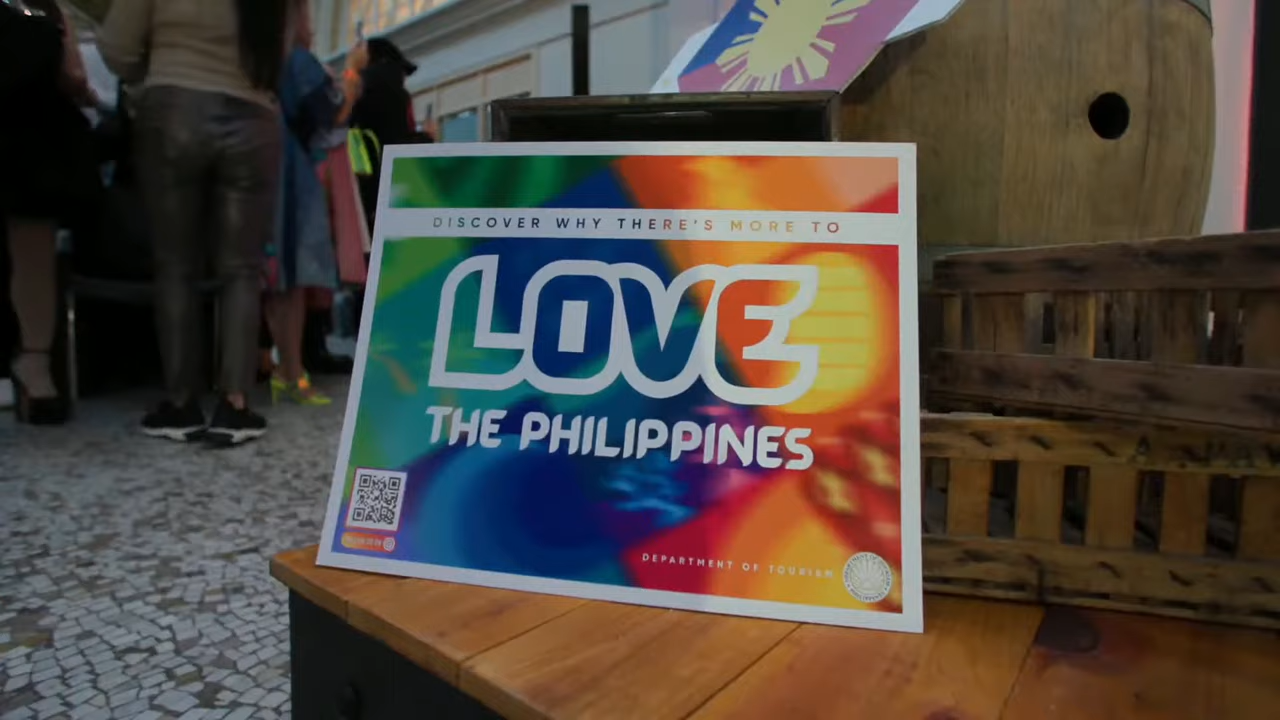 DISCOVER WHY THERE'S MORE TO
LOVE
THE PHILIPPINES
DEPARTMENT OF TOURISM